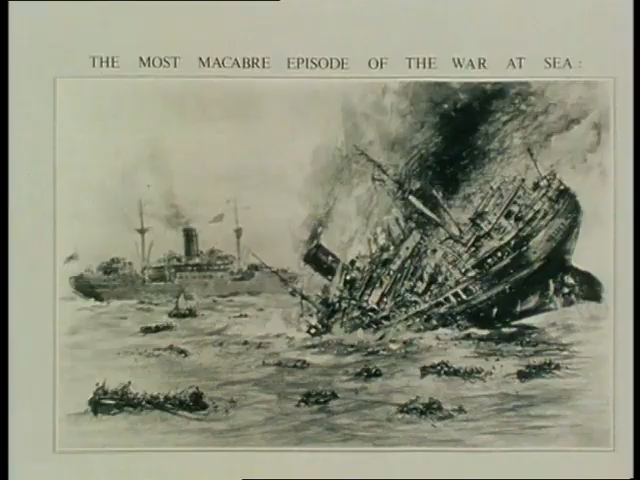 THE MOST MACABRE EPISODE OF THE WAR AT SEA: